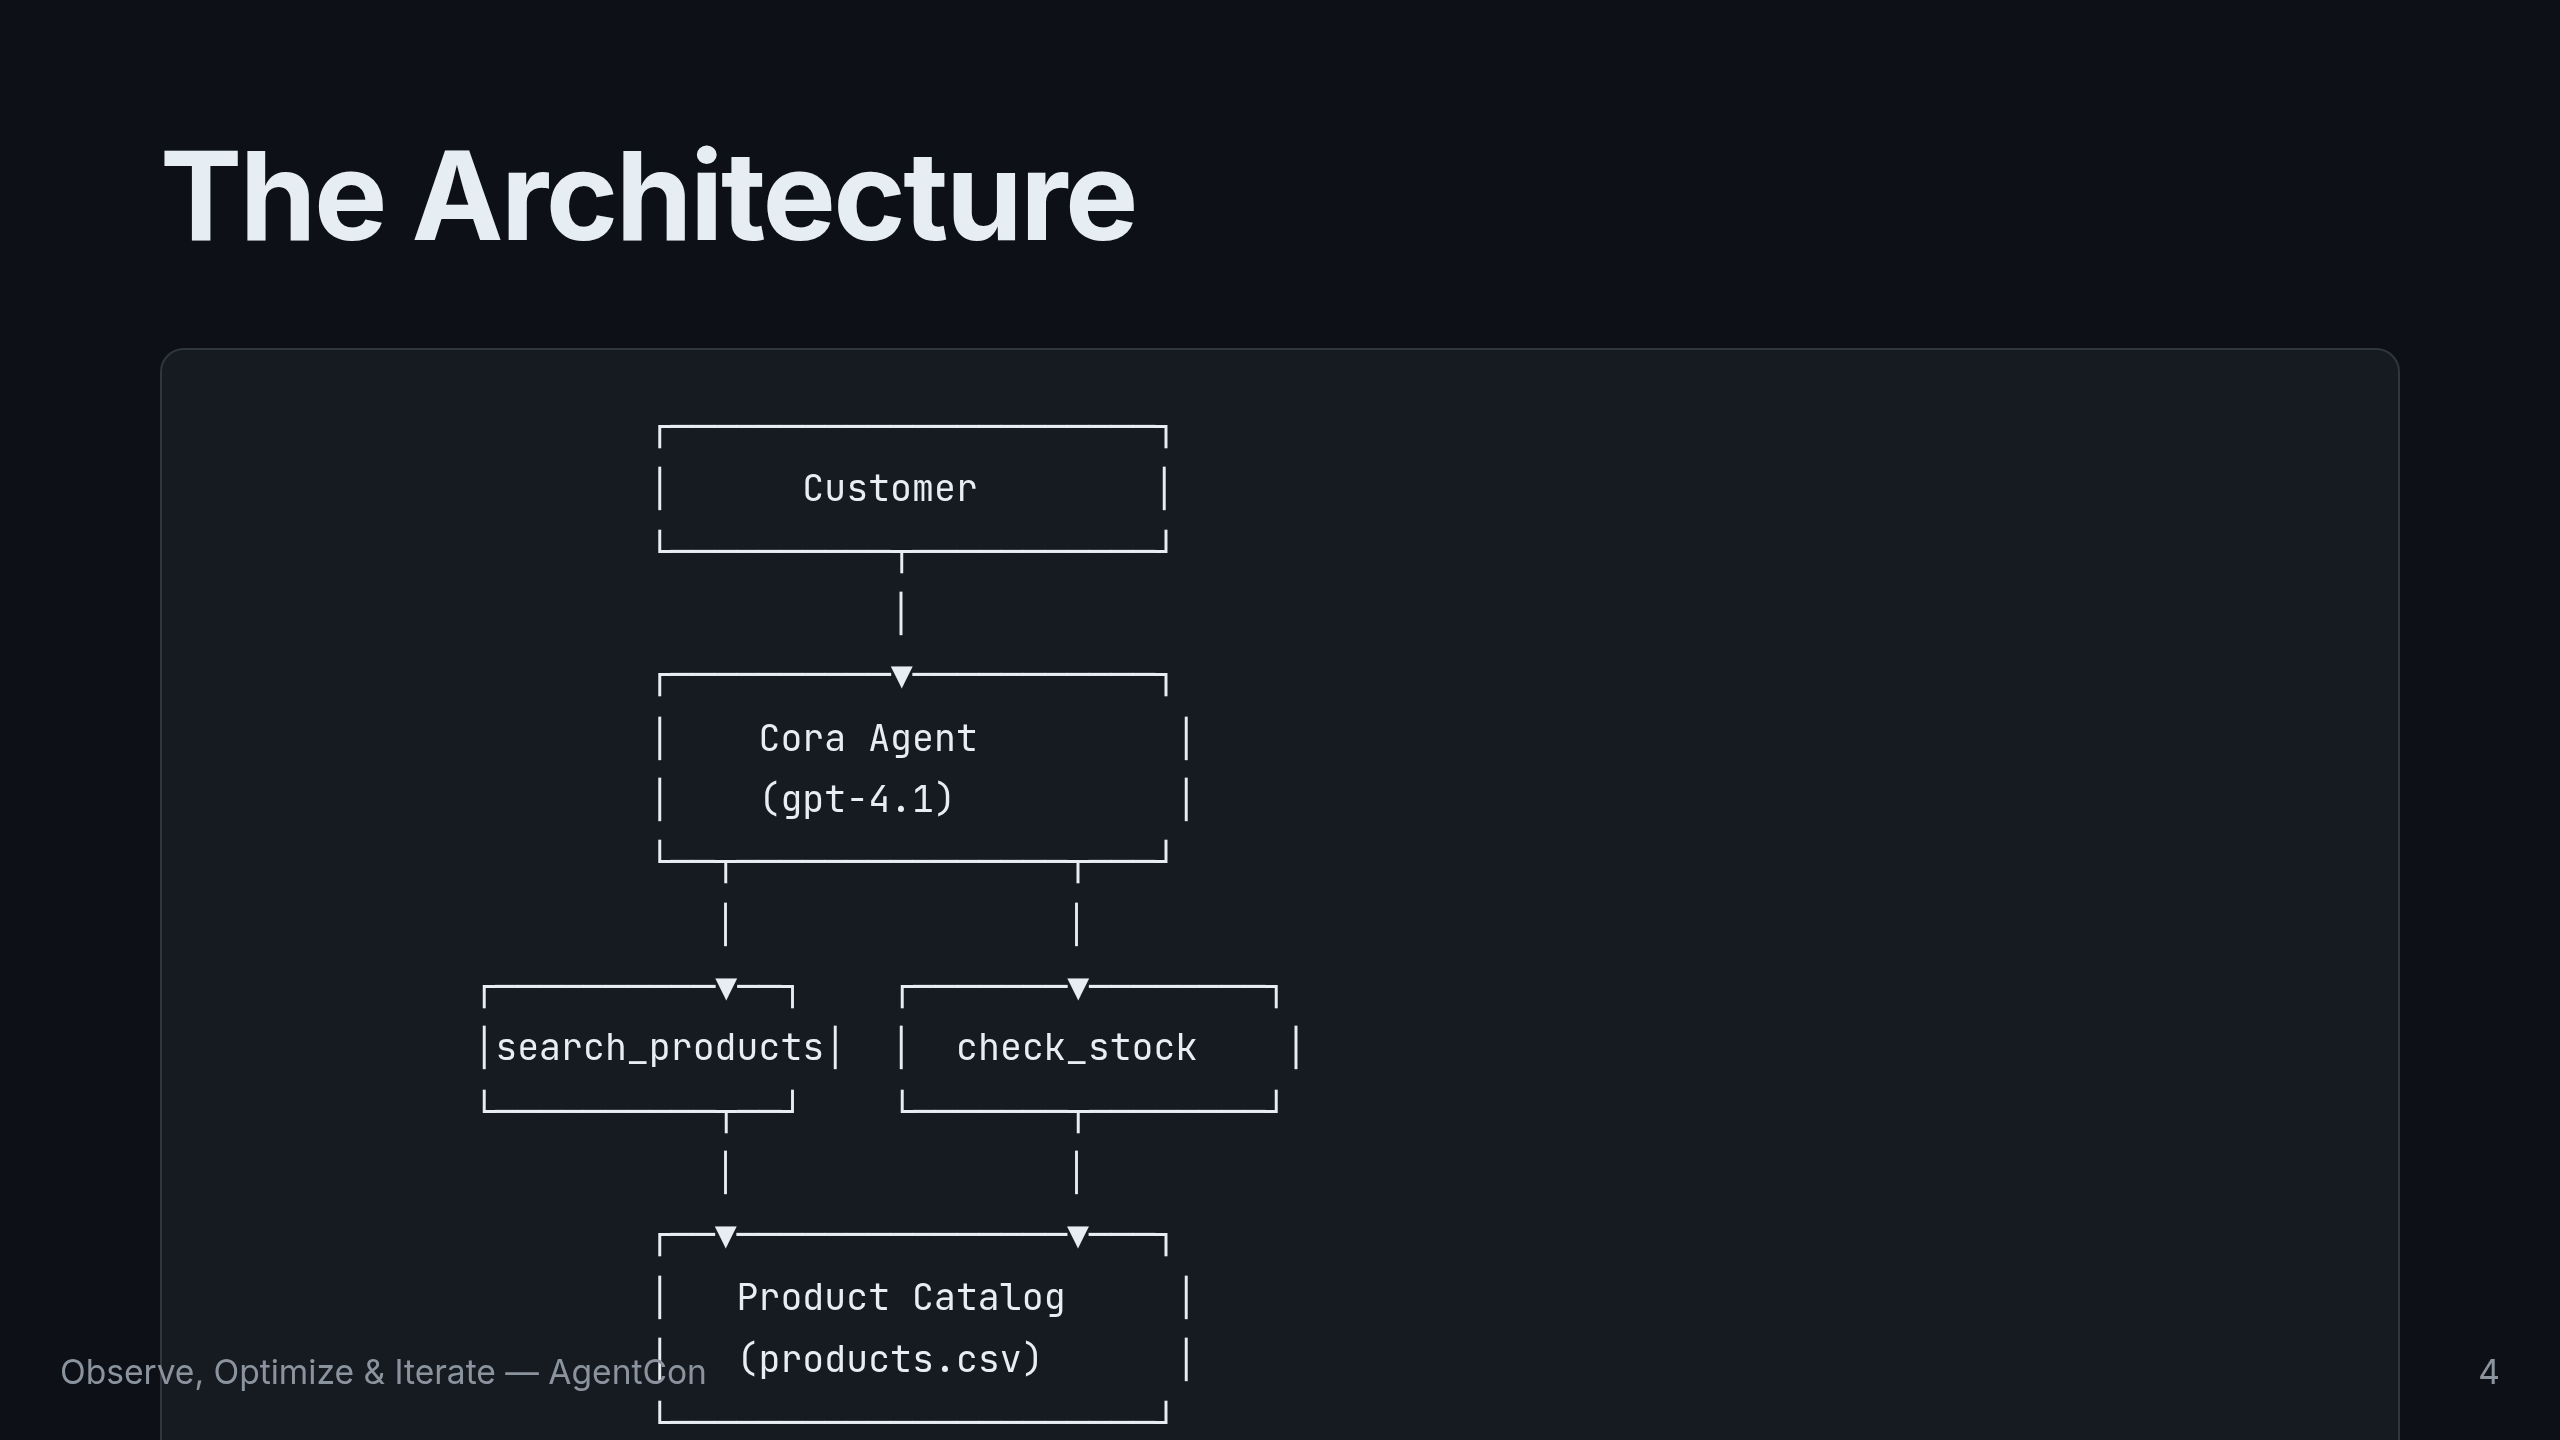 The Architecture
Customer
Cora Agent
(gpt-4.1)
search_products check_stock
Product Catalog
(products.csv)
Observe, Optimize & Iterate — AgentCon
4